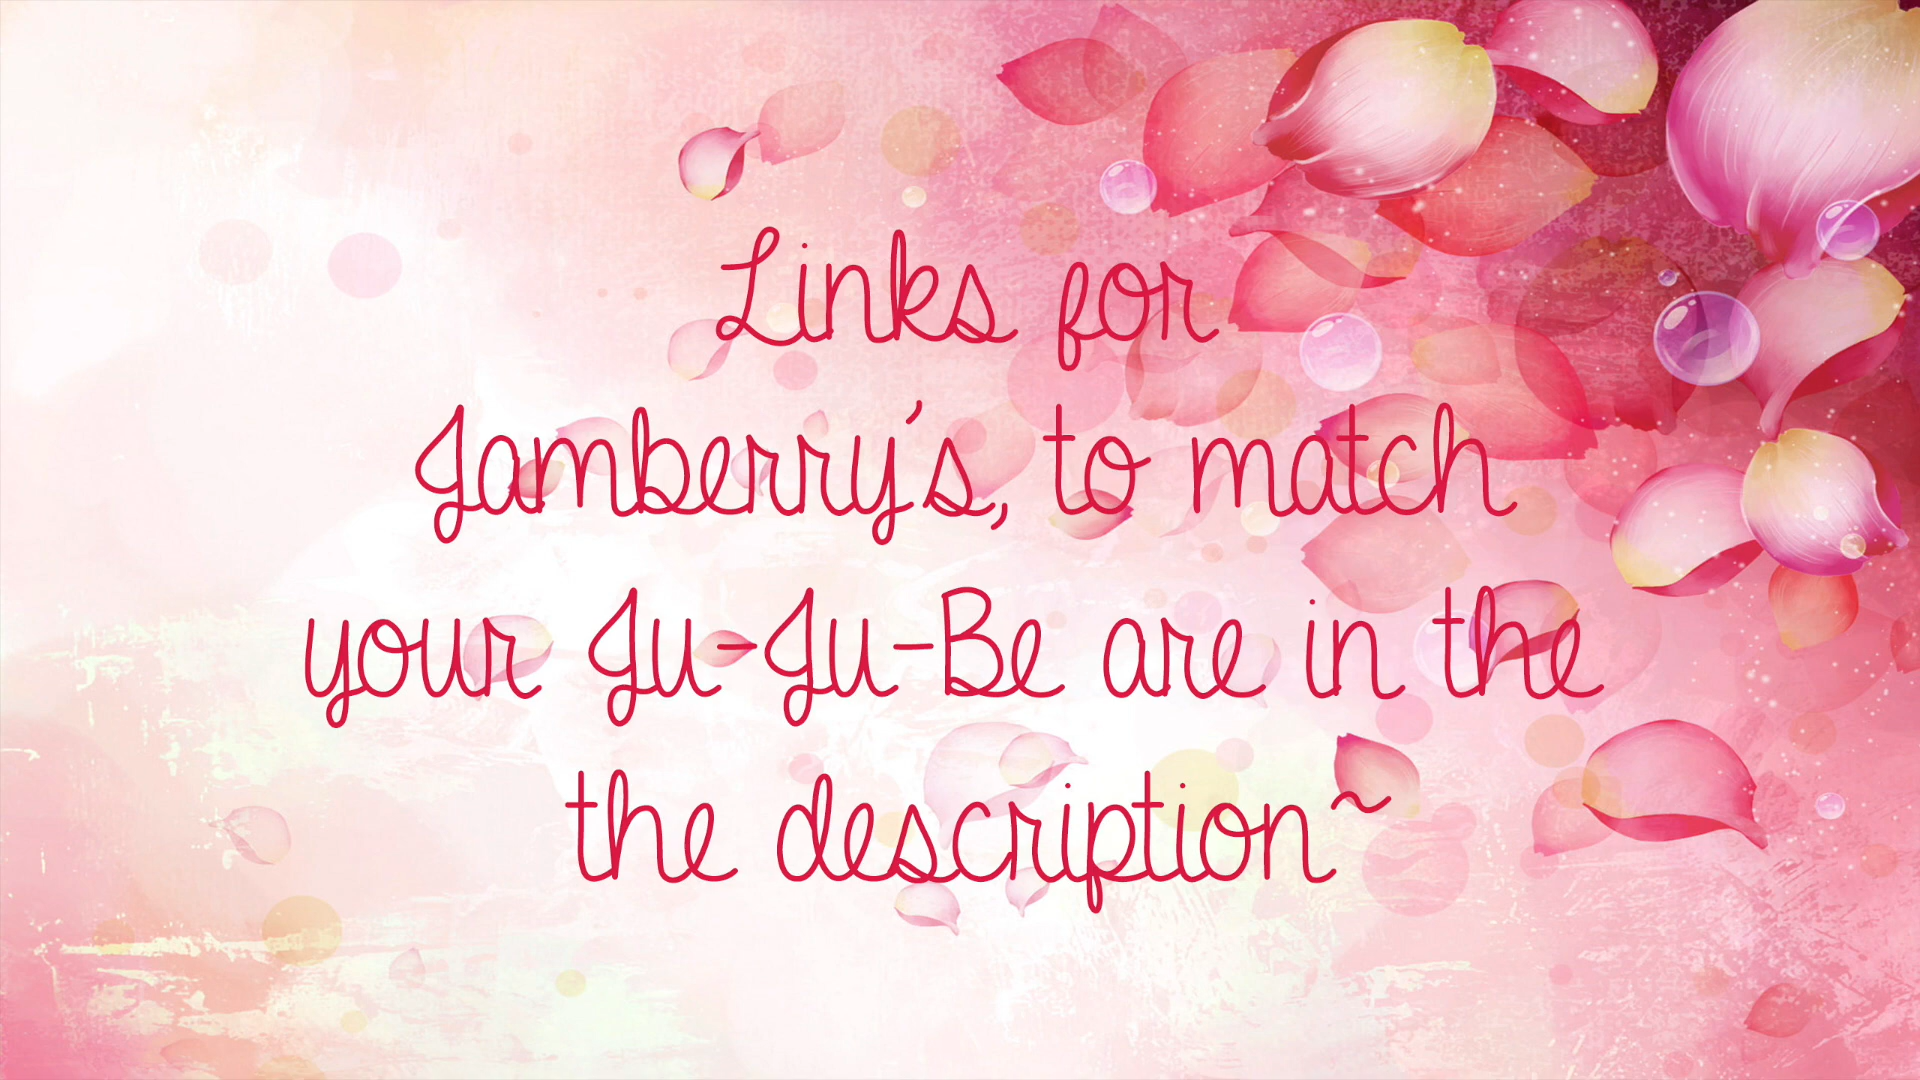 Links for
Jamberry's, to match
your Ju-Ju-Be are in the
the description~